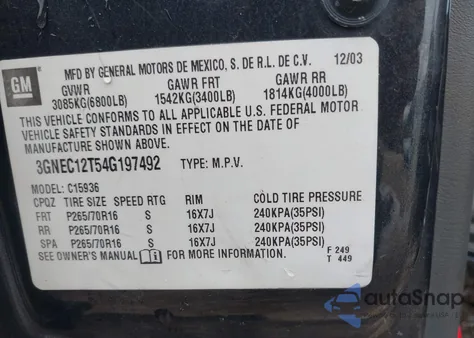 GM
MFD BY GENERAL MOTORS DE MEXICO, S. DE R.L. DE C.V. 12/03
GVWR GAWR FRT GAWR RR
3085KG(6800LB) 1542KG(3400LB) 1814KG(4000LB)
THIS VEHICLE CONFORMS TO ALL APPLICABLE U.S. FEDERAL MOTOR
VEHICLE SAFETY STANDARDS IN EFFECT ON THE DATE OF
MANUFACTURE SHOWN ABOVE.
3GNEC12T54G197492 TYPE: M.P.V.
MODEL: C15936
CPQZ TIRE SIZE SPEED RTG RIM COLD TIRE PRESSURE
FRT P265/70R16 S 16X7J 240KPA(35PSI)
RR P265/70R16 S 16X7J 240KPA(35PSI)
SPA P265/70R16 S 16X7J 240KPA(35PSI)
SEE OWNER'S MANUAL FOR MORE INFORMATION
F 249
T 449
autoSnap